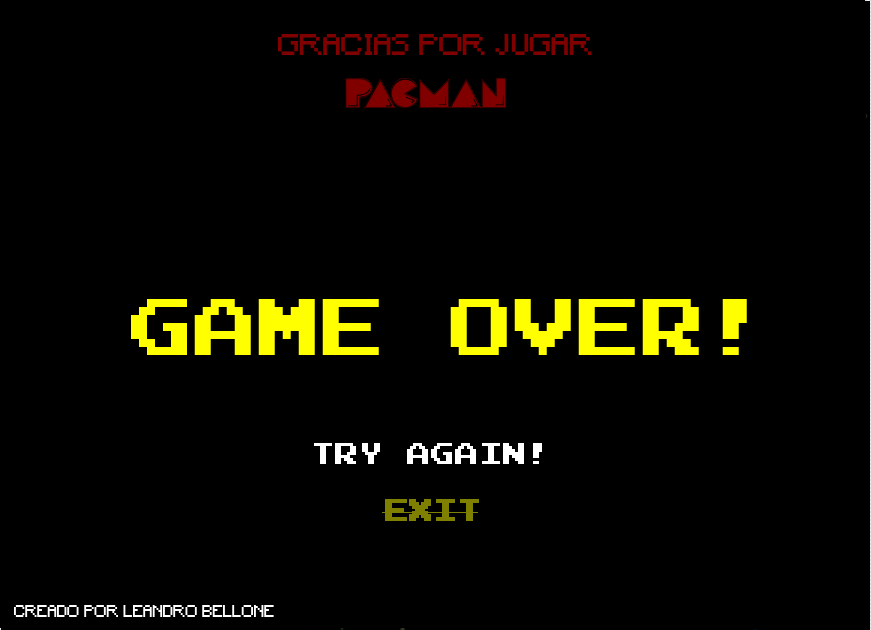 GRACIAS POR JUGAR
PACMAN
GAME OVER!
TRY AGAIN!
EXIT
CREADO POR LEANDRO BELLONE